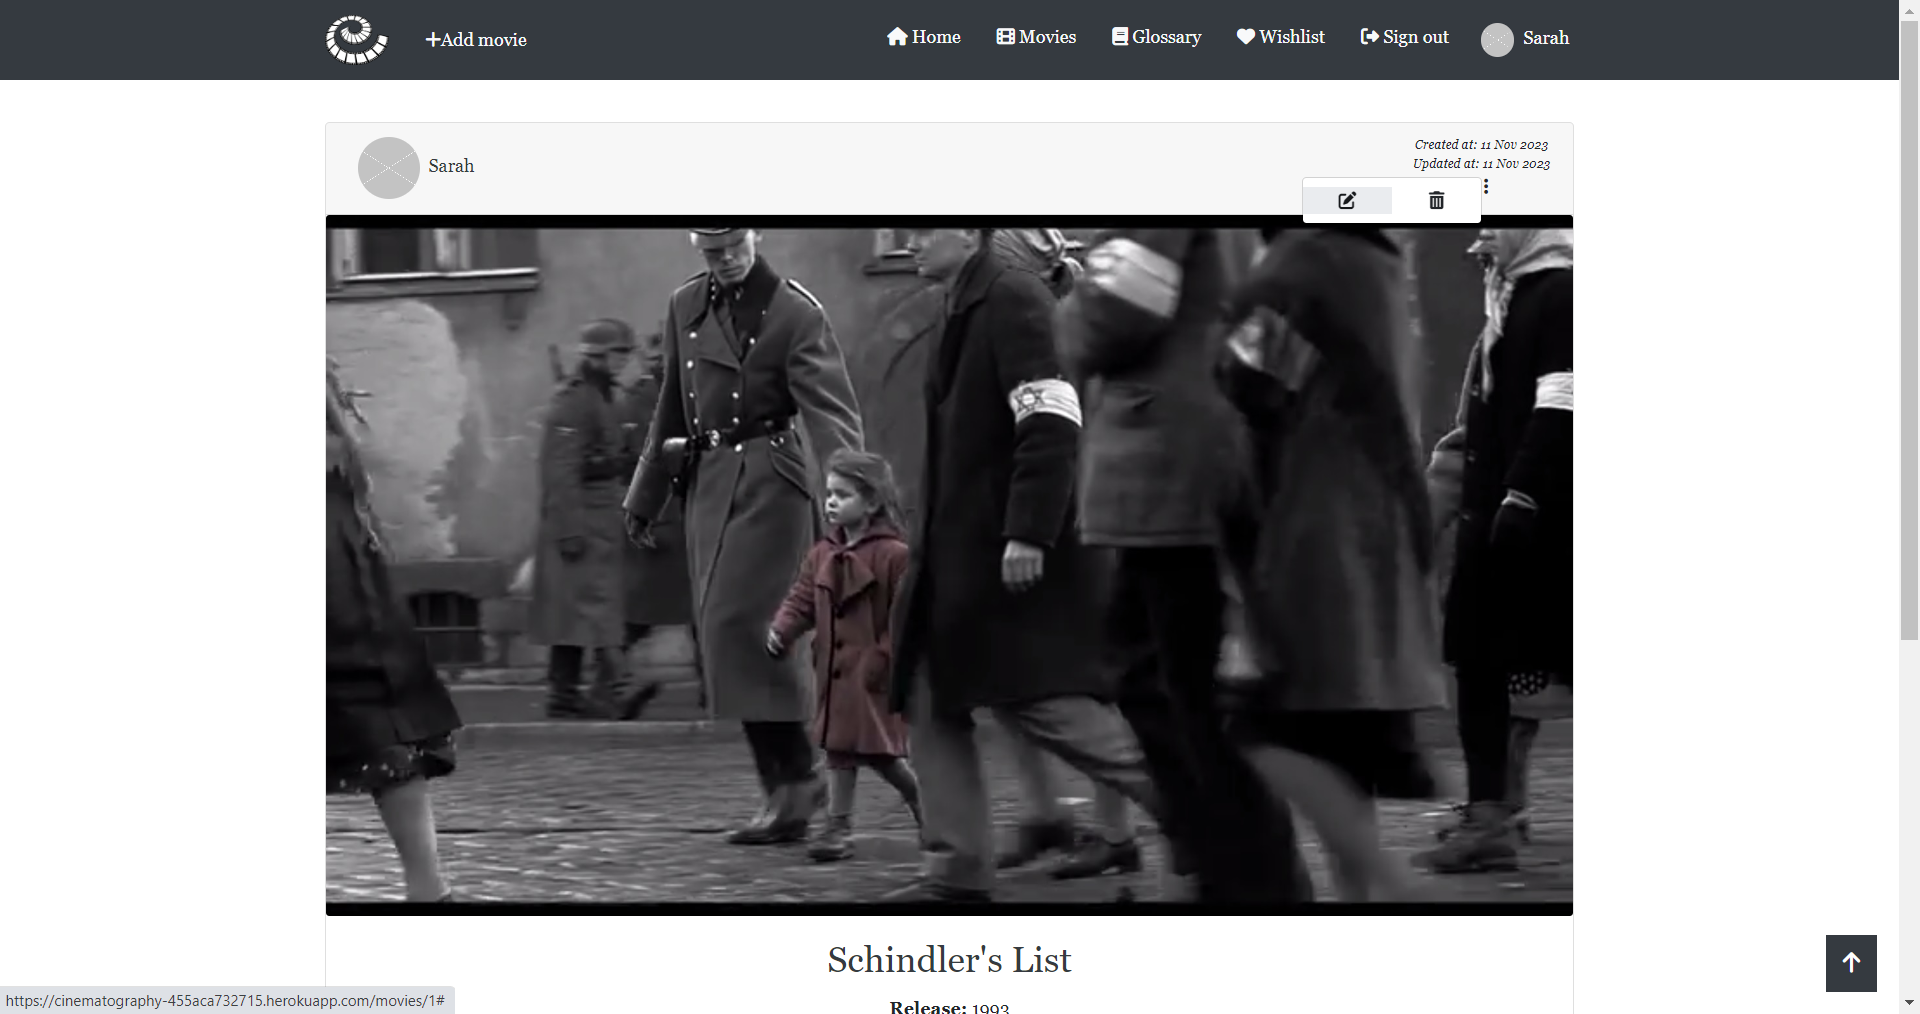 Add movie
Home
Movies
Glossary
Wishlist
Sign out
Sarah
Sarah
Created at: 11 Nov 2023
Updated at: 11 Nov 2023
Schindler's List
Release: 1993
https://cinematography-455aca732715.herokuapp.com/movies/1#